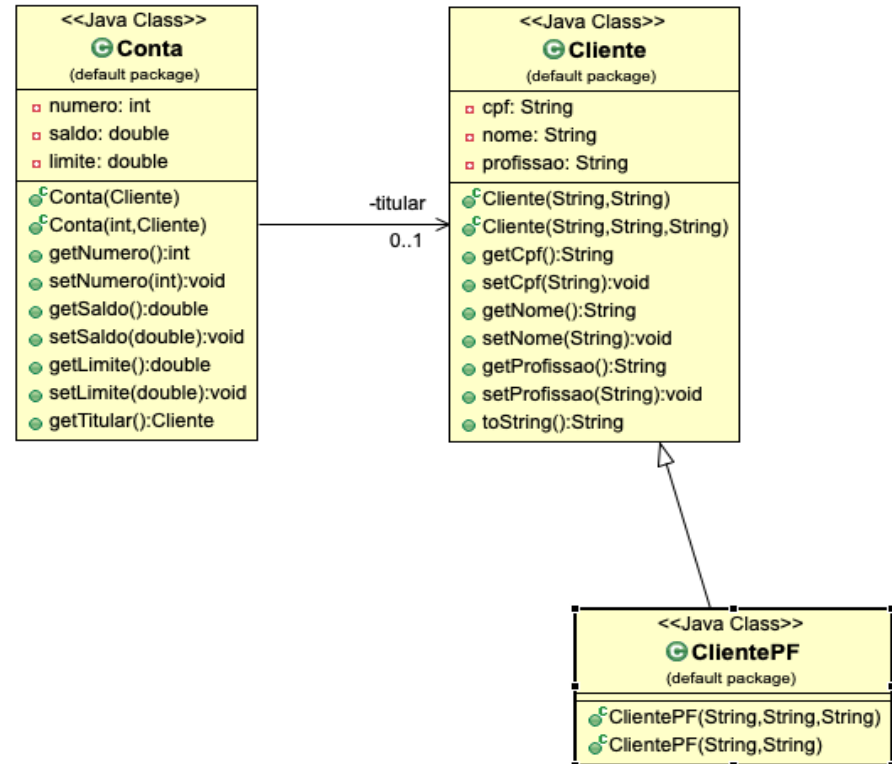 <<Java Class>>
Conta
(default package)
numero: int
saldo: double
limite: double
Conta(Cliente)
Conta(int,Cliente)
getNumero():int
setNumero(int):void
getSaldo():double
setSaldo(double):void
getLimite():double
setLimite(double):void
getTitular():Cliente
-titular
0..1
<<Java Class>>
Cliente
(default package)
cpf: String
nome: String
profissao: String
Cliente(String,String)
Cliente(String,String,String)
getCpf():String
setCpf(String):void
getNome():String
setNome(String):void
getProfissao():String
setProfissao(String):void
toString():String
<<Java Class>>
ClientePF
(default package)
ClientePF(String,String,String)
ClientePF(String,String)